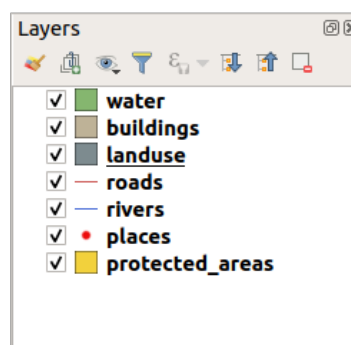 Layers
water
buildings
landuse
roads
rivers
places
protected_areas